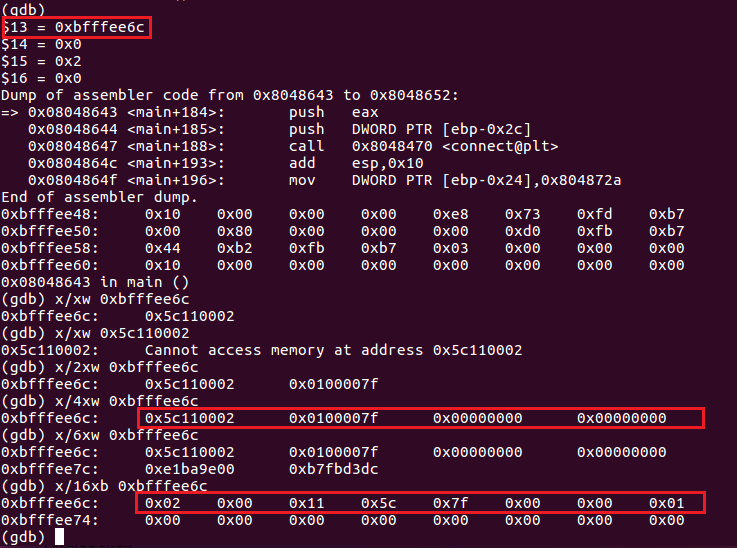 (gdb)
$13 = 0xbfffee6c
$14 = 0x0
$15 = 0x2
$16 = 0x0
Dump of assembler code from 0x8048643 to 0x8048652:
=> 0x08048643 <main+184>: push eax
0x08048644 <main+185>: push DWORD PTR [ebp-0x2c]
0x08048647 <main+188>: call 0x8048470 <connect@plt>
0x0804864c <main+193>: add esp,0x10
0x0804864f <main+196>: mov DWORD PTR [ebp-0x24],0x804872a
End of assembler dump.
0xbfffee48: 0x10 0x00 0x00 0x00 0xe8 0x73 0xfd 0xb7
0xbfffee50: 0x00 0x80 0x00 0x00 0x00 0xd0 0xfb 0xb7
0xbfffee58: 0x44 0xb2 0xfb 0xb7 0x03 0x00 0x00 0x00
0xbfffee60: 0x10 0x00 0x00 0x00 0x00 0x00 0x00 0x00
0x08048643 in main ()
(gdb) x/xw 0xbfffee6c
0xbfffee6c: 0x5c110002
(gdb) x/xw 0x5c110002
0x5c110002: Cannot access memory at address 0x5c110002
(gdb) x/2xw 0xbfffee6c
0xbfffee6c: 0x5c110002 0x0100007f
(gdb) x/4xw 0xbfffee6c
0xbfffee6c: 0x5c110002 0x0100007f 0x00000000 0x00000000
(gdb) x/6xw 0xbfffee6c
0xbfffee6c: 0x5c110002 0x0100007f 0x00000000 0x00000000
0xbfffee7c: 0xe1ba9e00 0xb7fbd3dc
(gdb) x/16xb 0xbfffee6c
0xbfffee6c: 0x02 0x00 0x11 0x5c 0x7f 0x00 0x00 0x01
0xbfffee74: 0x00 0x00 0x00 0x00 0x00 0x00 0x00 0x00
(gdb)